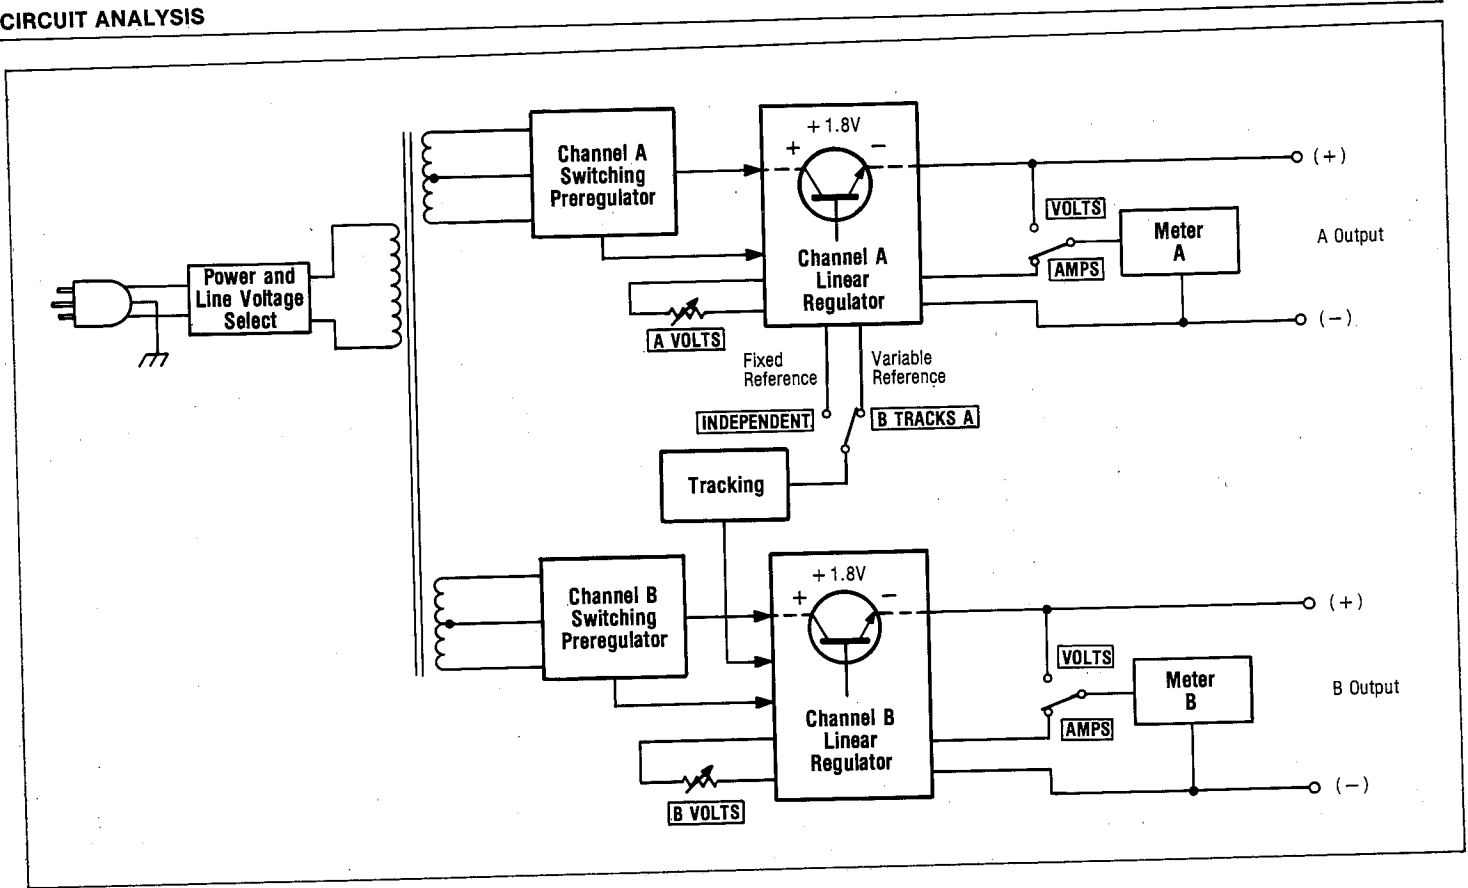 CIRCUIT ANALYSIS
Channel A
Switching
Preregulator
+1.8V
+
−
Channel A
Linear
Regulator
(+)
VOLTS
AMPS
Meter
A
A Output
(−)
Power and
Line Voltage
Select
A VOLTS
Fixed
Reference
Variable
Reference
INDEPENDENT
B TRACKS A
Tracking
Channel B
Switching
Preregulator
+1.8V
+
−
Channel B
Linear
Regulator
(+)
VOLTS
AMPS
Meter
B
B Output
(−)
B VOLTS